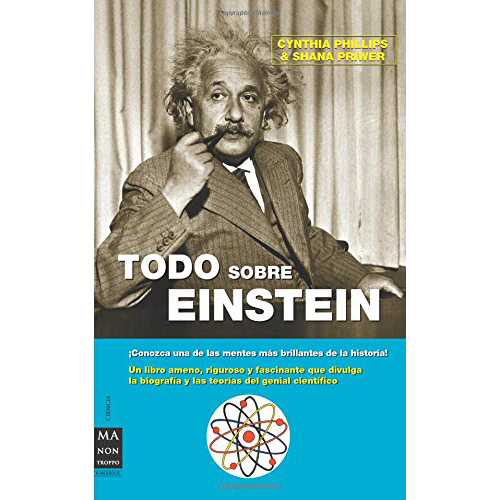 CYNTHIA PHILLIPS
& SHANA PRIWER
TODO SOBRE
EINSTEIN
¡Conozca una de las mentes más brillantes de la historia!
Un libro ameno, riguroso y fascinante que divulga
la biografía y las teorías del genial científico
CIENCIA
MA
NON
TROPPO